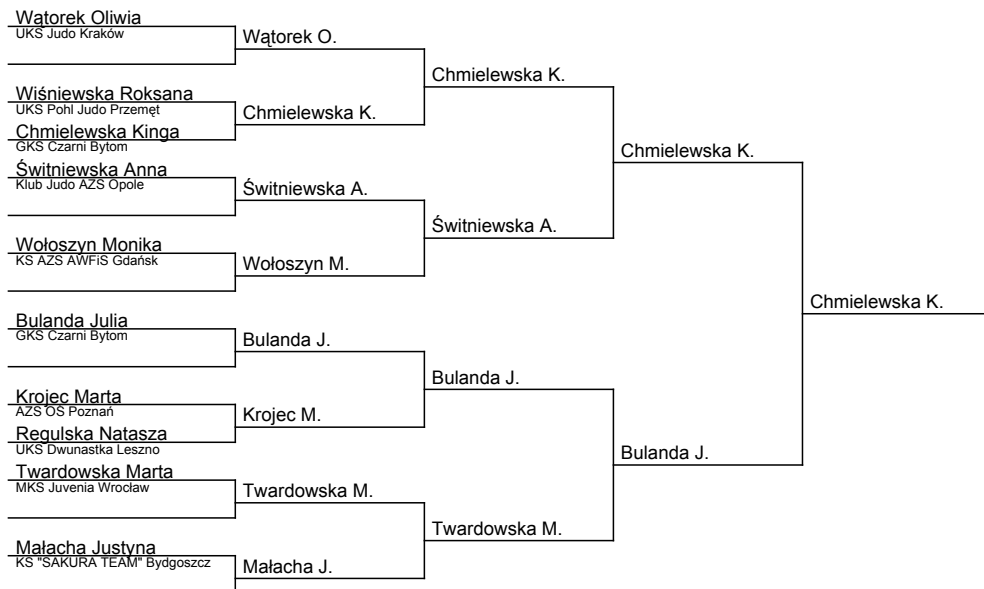 Wątorek Oliwia
UKS Judo Kraków
Wątorek O.
Chmielewska K.
Wiśniewska Roksana
UKS Pohl Judo Przemęt
Chmielewska K.
Chmielewska Kinga
GKS Czarni Bytom
Chmielewska K.
Świtniewska Anna
Klub Judo AZS Opole
Świtniewska A.
Świtniewska A.
Wołoszyn Monika
KS AZS AWFiS Gdańsk
Wołoszyn M.
Chmielewska K.
Bulanda Julia
GKS Czarni Bytom
Bulanda J.
Bulanda J.
Krojec Marta
AZS OŚ Poznań
Krojec M.
Regulska Natasza
UKS Dwunastka Leszno
Bulanda J.
Twardowska Marta
MKS Juvenia Wrocław
Twardowska M.
Twardowska M.
Małacha Justyna
KS "SAKURA TEAM" Bydgoszcz
Małacha J.